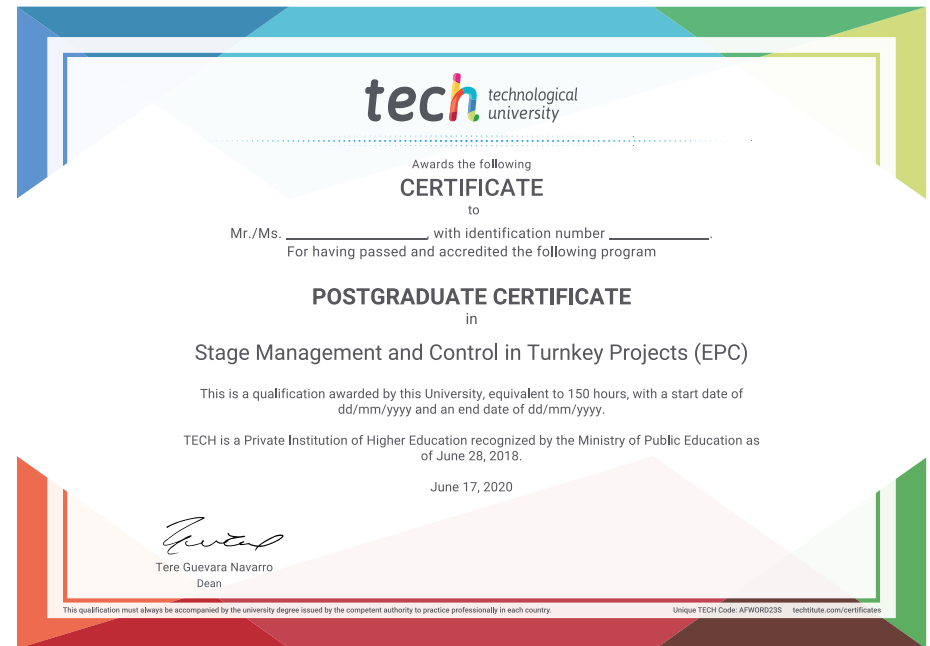 tech technological
university
Awards the following
CERTIFICATE
to
Mr./Ms. ____________________, with identification number ______________.
For having passed and accredited the following program
POSTGRADUATE CERTIFICATE
in
Stage Management and Control in Turnkey Projects (EPC)
This is a qualification awarded by this University, equivalent to 150 hours, with a start date of
dd/mm/yyyy and an end date of dd/mm/yyyy.
TECH is a Private Institution of Higher Education recognized by the Ministry of Public Education as
of June 28, 2018.
June 17, 2020
Tere Guevara Navarro
Dean
This qualification must always be accompanied by the university degree issued by the competent authority to practice professionally in each country.
Unique TECH Code: AFWORD23S techtitute.com/certificates